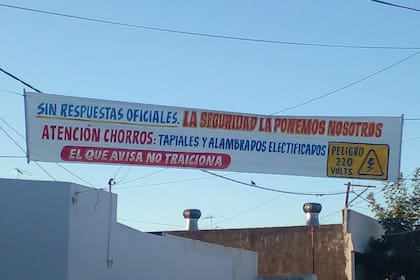 SIN RESPUESTAS OFICIALES, LA SEGURIDAD LA PONEMOS NOSOTROS
ATENCIÓN CHORROS: TAPIALES Y ALAMBRADOS ELECTRIFICADOS
EL QUE AVISA NO TRAICIONA
PELIGRO
220
VOLTS